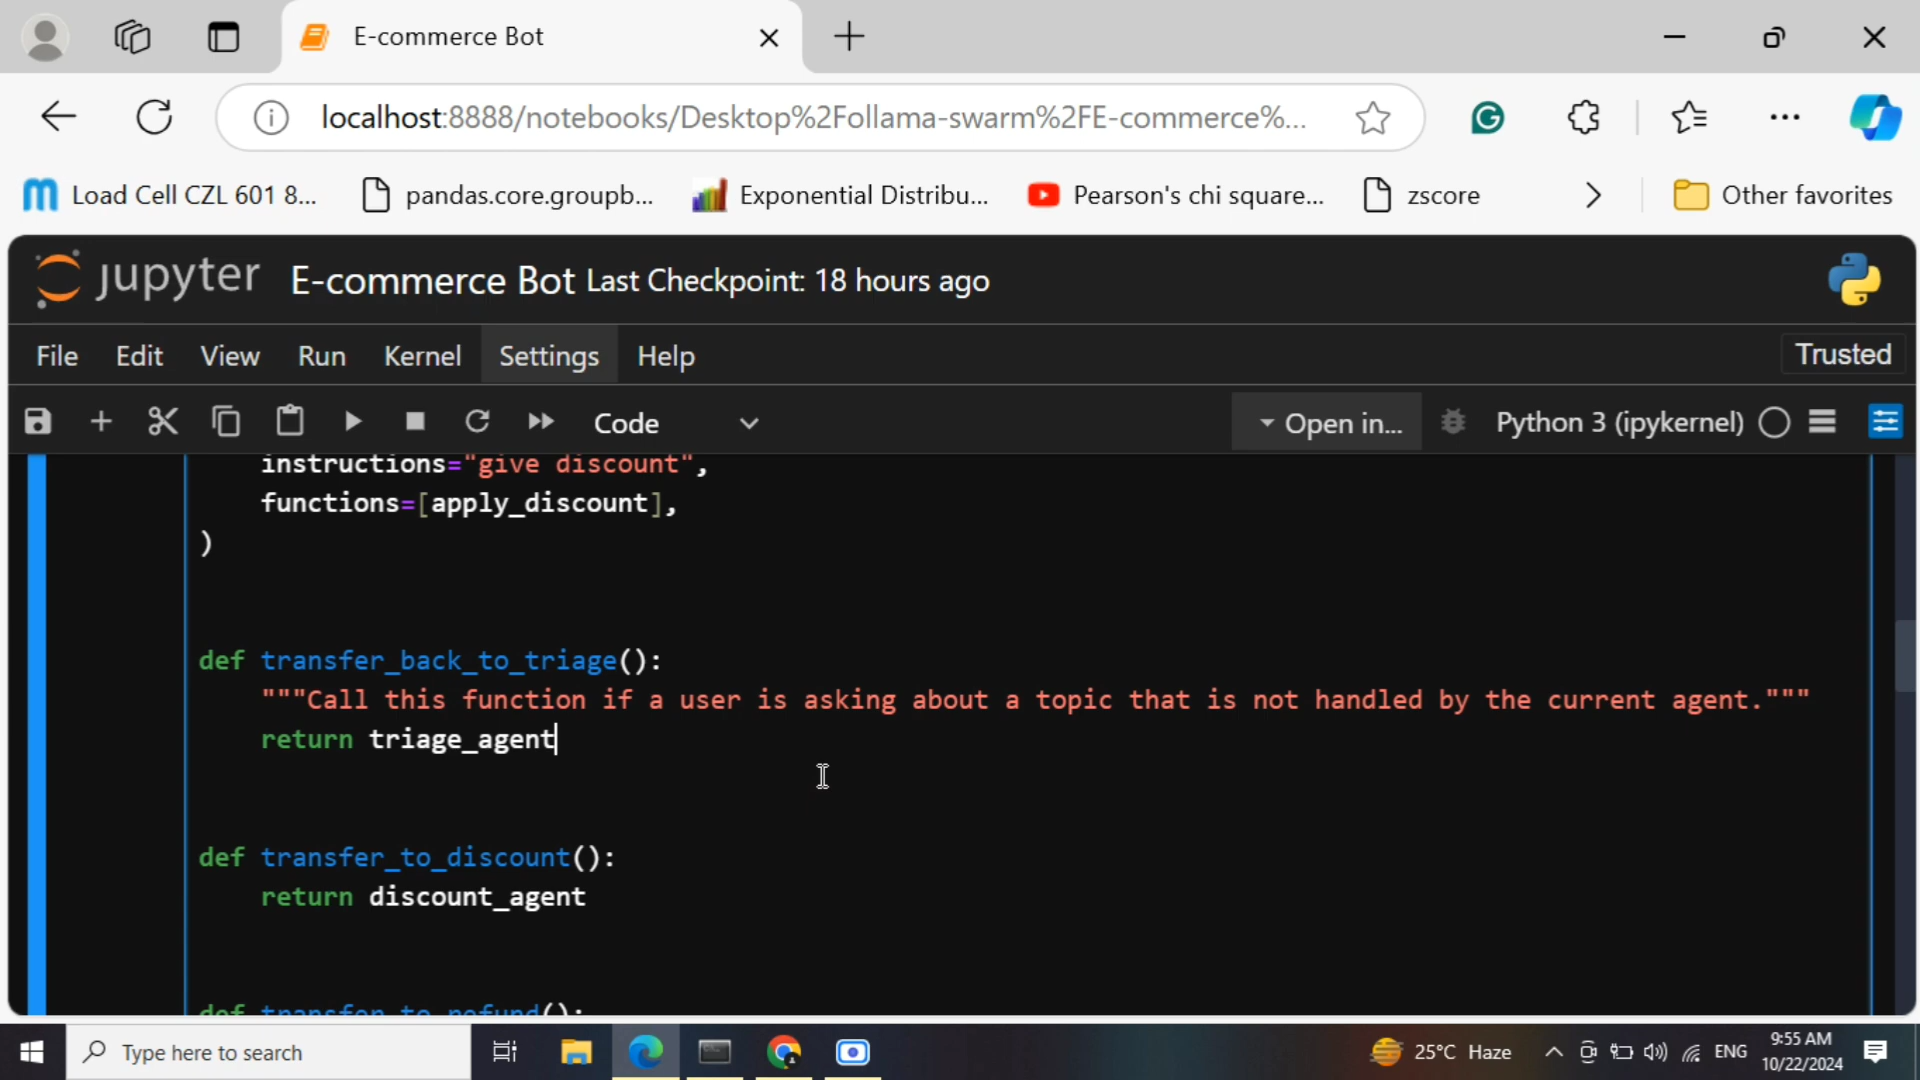 E-commerce Bot
localhost:8888/notebooks/Desktop%2Follama-swarm%2FE-commerce%...
Load Cell CZL 601 8... pandas.core.groupb... Exponential Distribu... Pearson's chi square... zscore Other favorites
jupyter E-commerce Bot Last Checkpoint: 18 hours ago
File Edit View Run Kernel Settings Help Trusted
Code Open in... Python 3 (ipykernel)
instructions="give discount",
functions=[apply_discount],
)
def transfer_back_to_triage():
"""Call this function if a user is asking about a topic that is not handled by the current agent."""
return triage_agent
def transfer_to_discount():
return discount_agent
def transfer_to_refund():
Type here to search 25°C Haze ENG 9:55 AM
10/22/2024